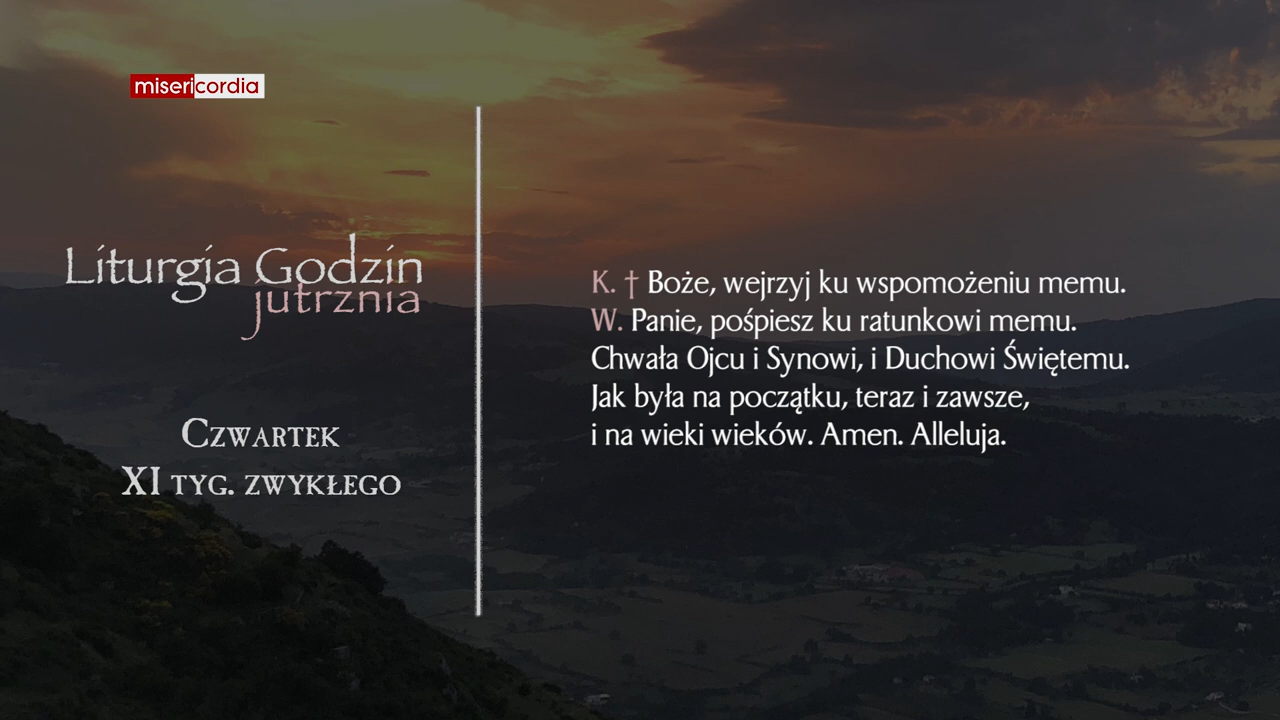 misericordia
Liturgia Godzin
jutrznia
Czwartek
XI tyg. zwykłego
K. † Boże, wejrzyj ku wspomożeniu memu.
W. Panie, pośpiesz ku ratunkowi memu.
Chwała Ojcu i Synowi, i Duchowi Świętemu.
Jak była na początku, teraz i zawsze,
i na wieki wieków. Amen. Alleluja.